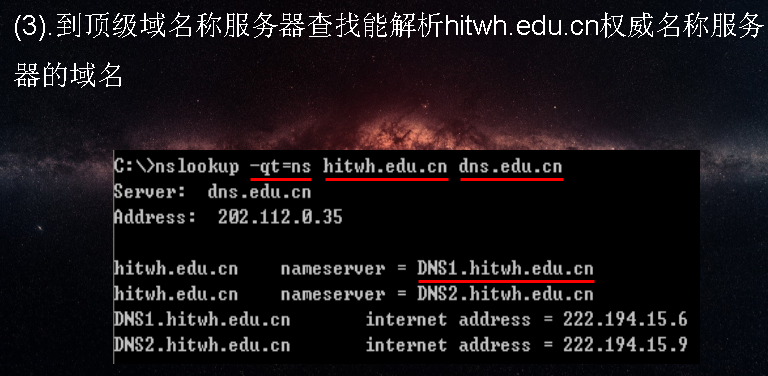 (3).到顶级域名称服务器查找能解析hitwh.edu.cn权威名称服务
器的域名
C:\>nslookup -qt=ns hitwh.edu.cn dns.edu.cn
Server:  dns.edu.cn
Address:  202.112.0.35
hitwh.edu.cn    nameserver = DNS1.hitwh.edu.cn
hitwh.edu.cn    nameserver = DNS2.hitwh.edu.cn
DNS1.hitwh.edu.cn       internet address = 222.194.15.6
DNS2.hitwh.edu.cn       internet address = 222.194.15.9